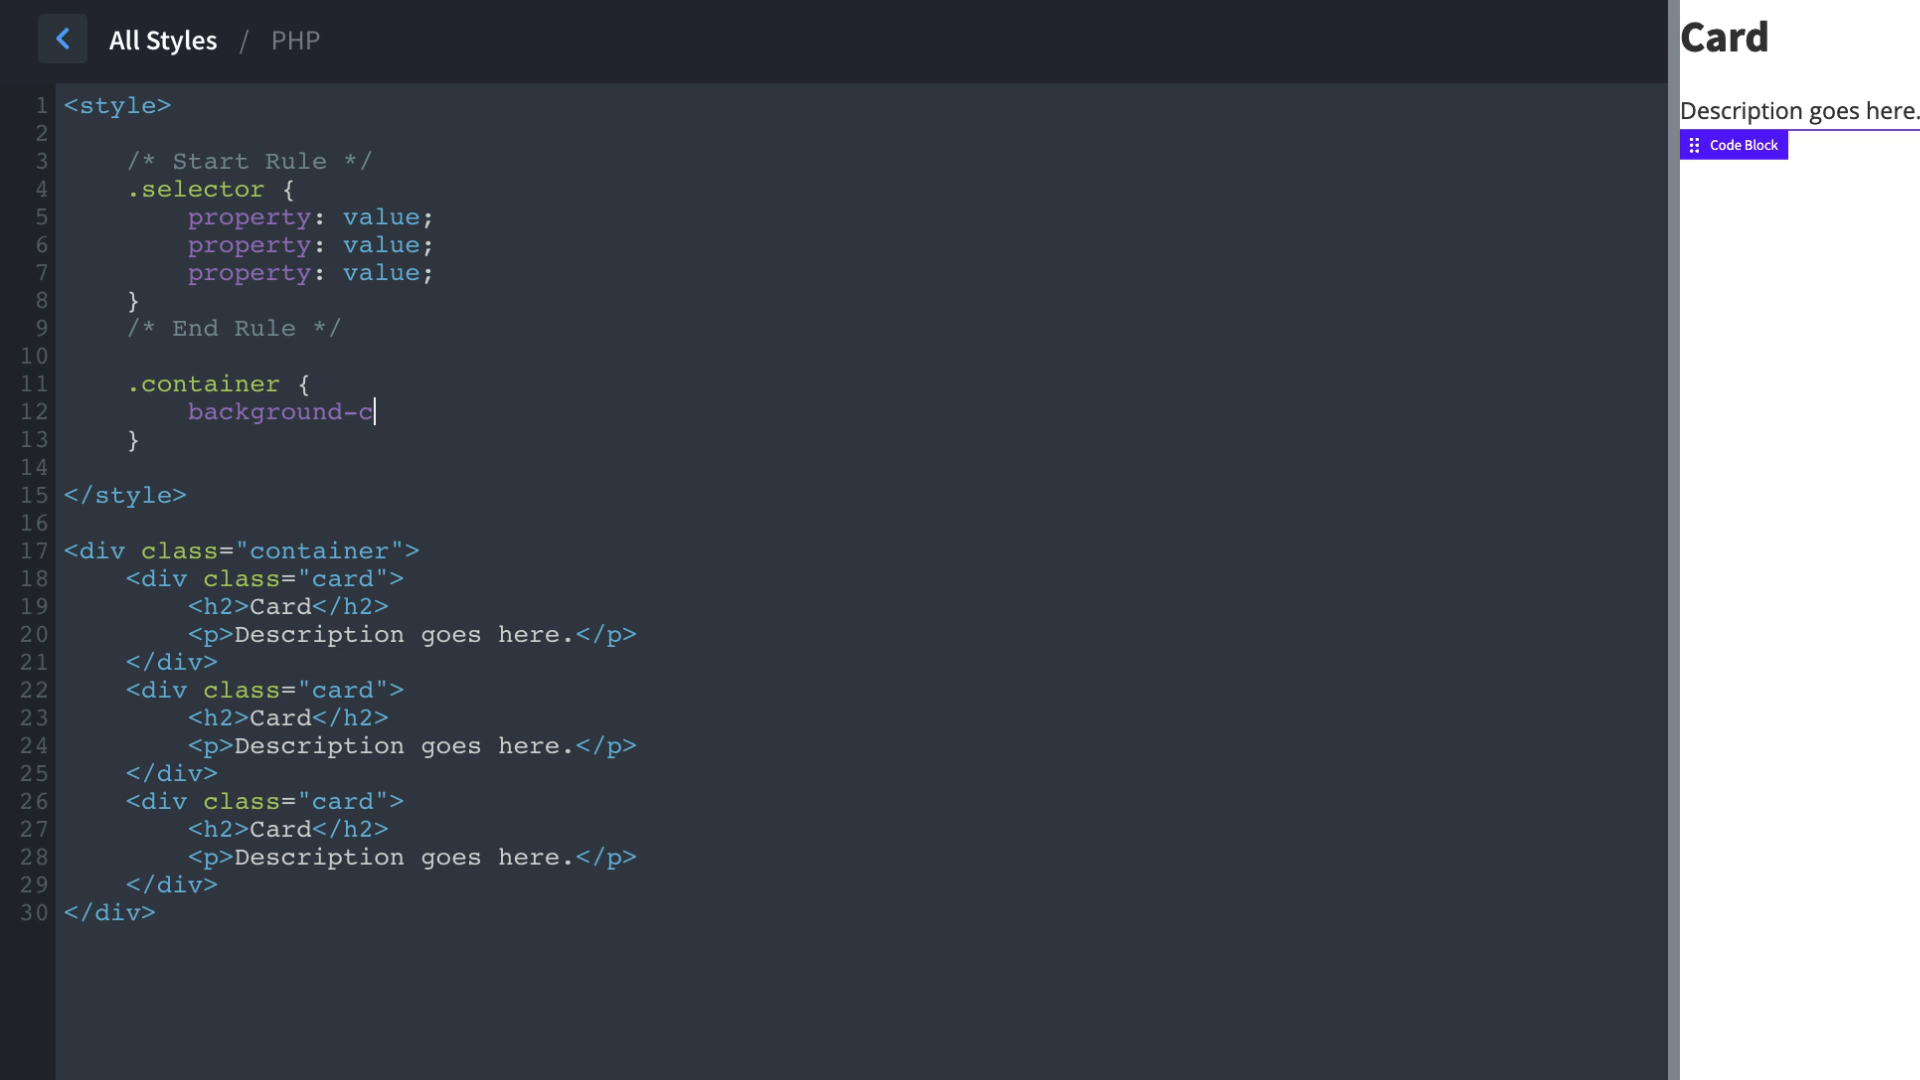 All Styles / PHP
1 <style>
2
3 /* Start Rule */
4 .selector {
5 property: value;
6 property: value;
7 property: value;
8 }
9 /* End Rule */
10
11 .container {
12 background-c
13 }
14
15 </style>
16
17 <div class="container">
18 <div class="card">
19 <h2>Card</h2>
20 <p>Description goes here.</p>
21 </div>
22 <div class="card">
23 <h2>Card</h2>
24 <p>Description goes here.</p>
25 </div>
26 <div class="card">
27 <h2>Card</h2>
28 <p>Description goes here.</p>
29 </div>
30 </div>
Card
Description goes here.
Code Block